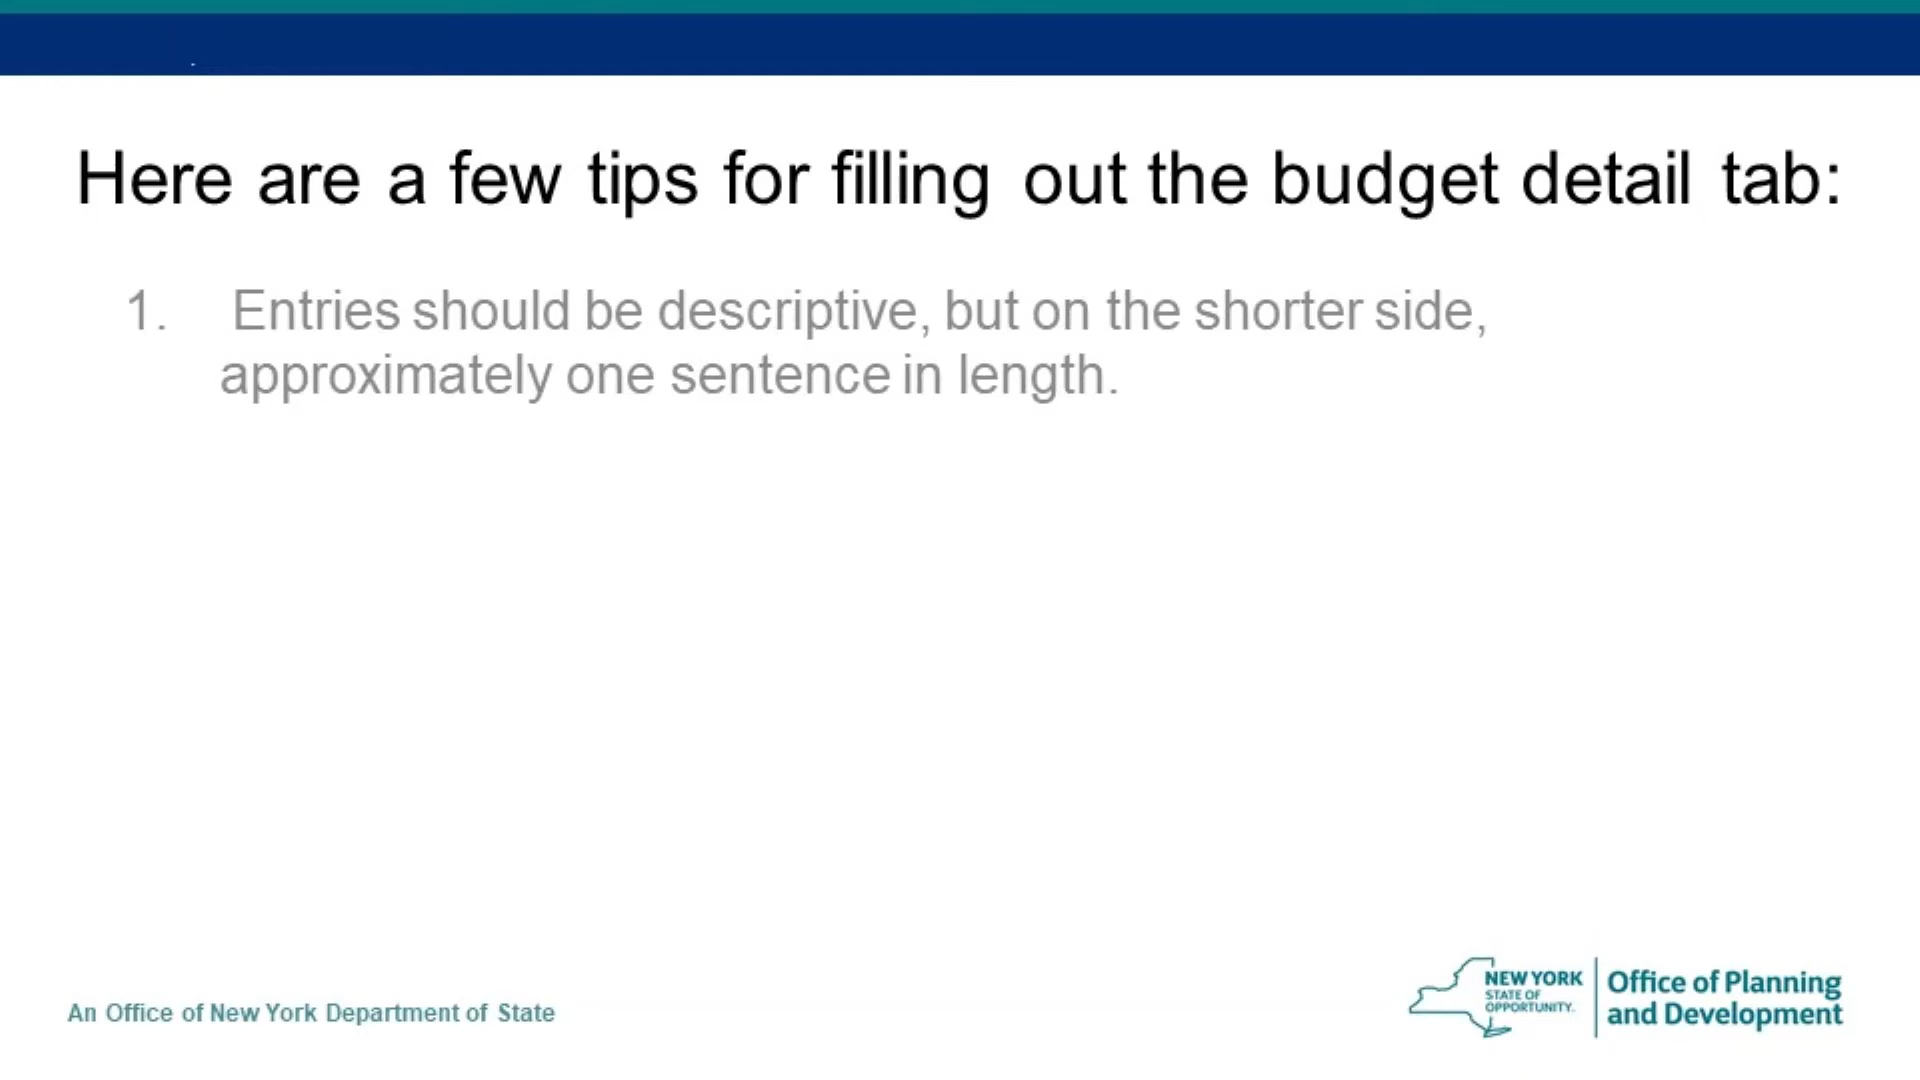 Here are a few tips for filling out the budget detail tab:
1. Entries should be descriptive, but on the shorter side,
approximately one sentence in length.
An Office of New York Department of State
NEW YORK
STATE OF
OPPORTUNITY.
Office of Planning
and Development